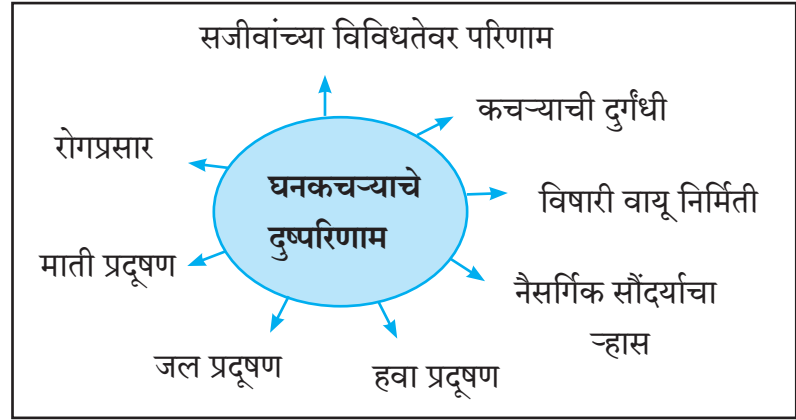 सजीवांच्या विविधतेवर परिणाम
कचऱ्याची दुर्गंधी
रोगप्रसार
घनकचऱ्याचे
दुष्परिणाम
विषारी वायू निर्मिती
माती प्रदूषण
नैसर्गिक सौंदर्याचा
ऱ्हास
जल प्रदूषण
हवा प्रदूषण